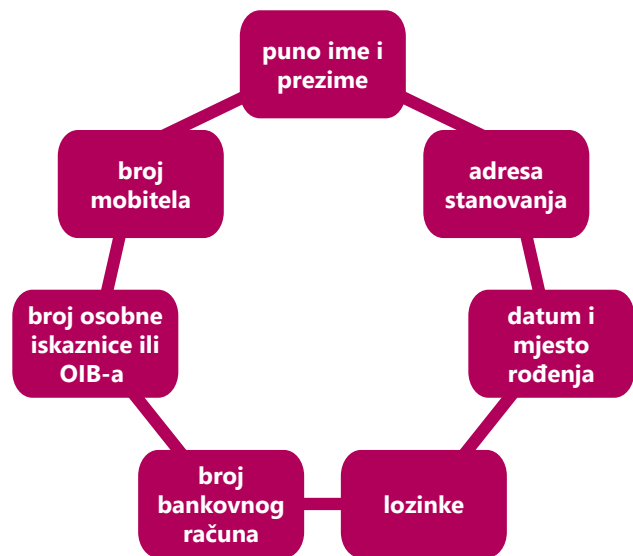 puno ime i
prezime
adresa
stanovanja
datum i
mjesto
rođenja
lozinke
broj
bankovnog
računa
broj osobne
iskaznice ili
OIB-a
broj
mobitela